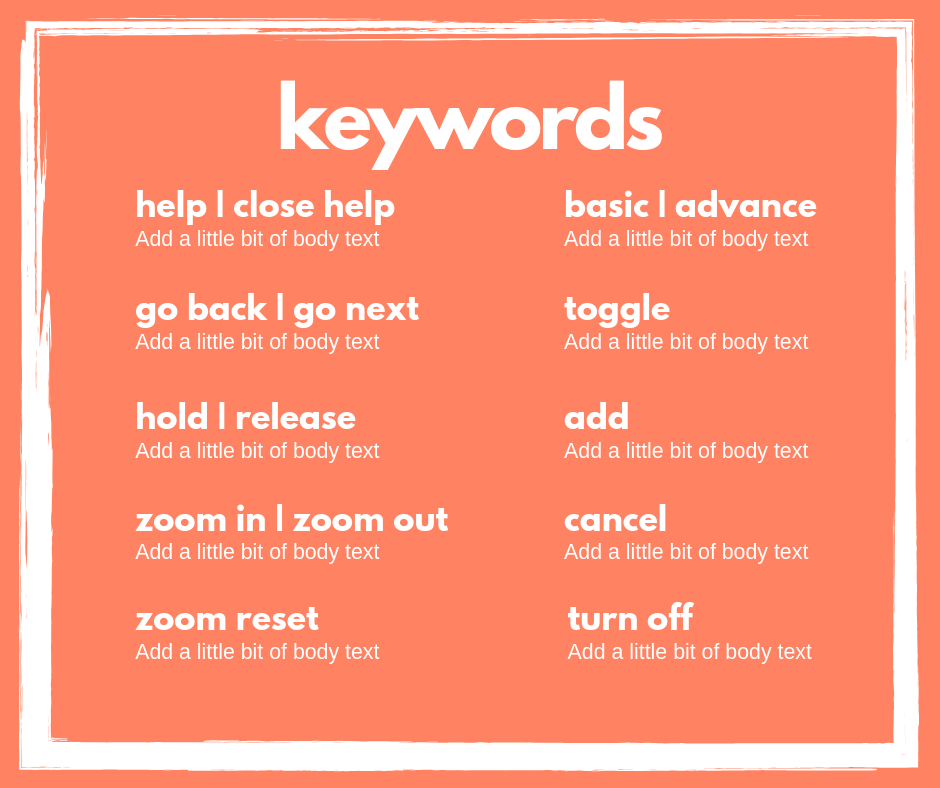 keywords
help | close help
Add a little bit of body text
go back | go next
Add a little bit of body text
hold | release
Add a little bit of body text
zoom in | zoom out
Add a little bit of body text
zoom reset
Add a little bit of body text
basic | advance
Add a little bit of body text
toggle
Add a little bit of body text
add
Add a little bit of body text
cancel
Add a little bit of body text
turn off
Add a little bit of body text